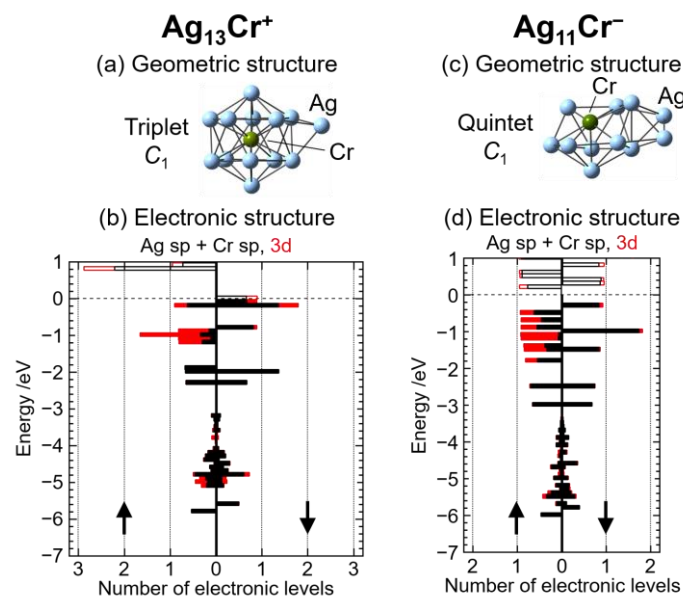 Ag₁₃Cr⁺
(a) Geometric structure
Triplet
C₁
Ag
Cr
(b) Electronic structure
Ag sp + Cr sp, 3d
Energy /eV
1
0
−1
−2
−3
−4
−5
−6
−7
3 2 1 0 1 2 3
Number of electronic levels
Ag₁₁Cr⁻
(c) Geometric structure
Cr
Ag
Quintet
C₁
(d) Electronic structure
Ag sp + Cr sp, 3d
Energy /eV
1
0
−1
−2
−3
−4
−5
−6
−7
2 1 0 1 2
Number of electronic levels